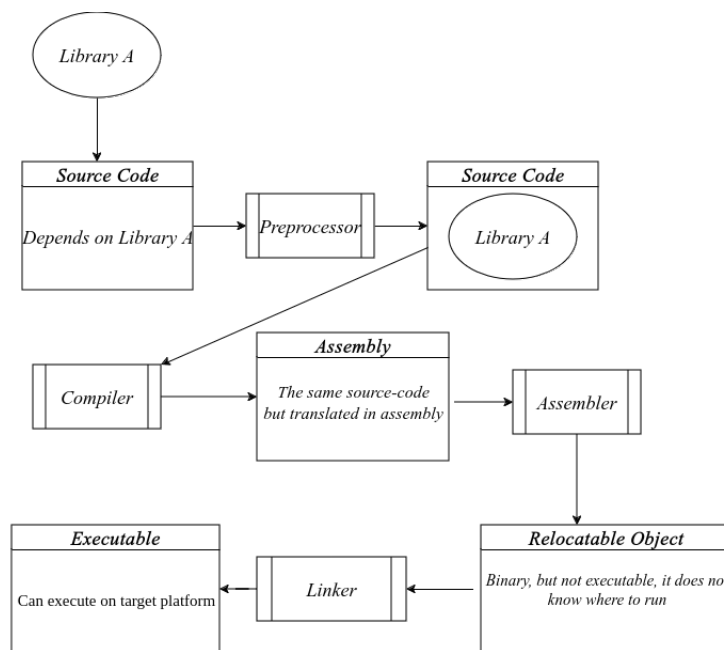 Library A
Source Code
Depends on Library A
Preprocessor
Source Code
Library A
Compiler
Assembly
The same source-code
but translated in assembly
Assembler
Executable
Can execute on target platform
Linker
Relocatable Object
Binary, but not executable, it does no
know where to run